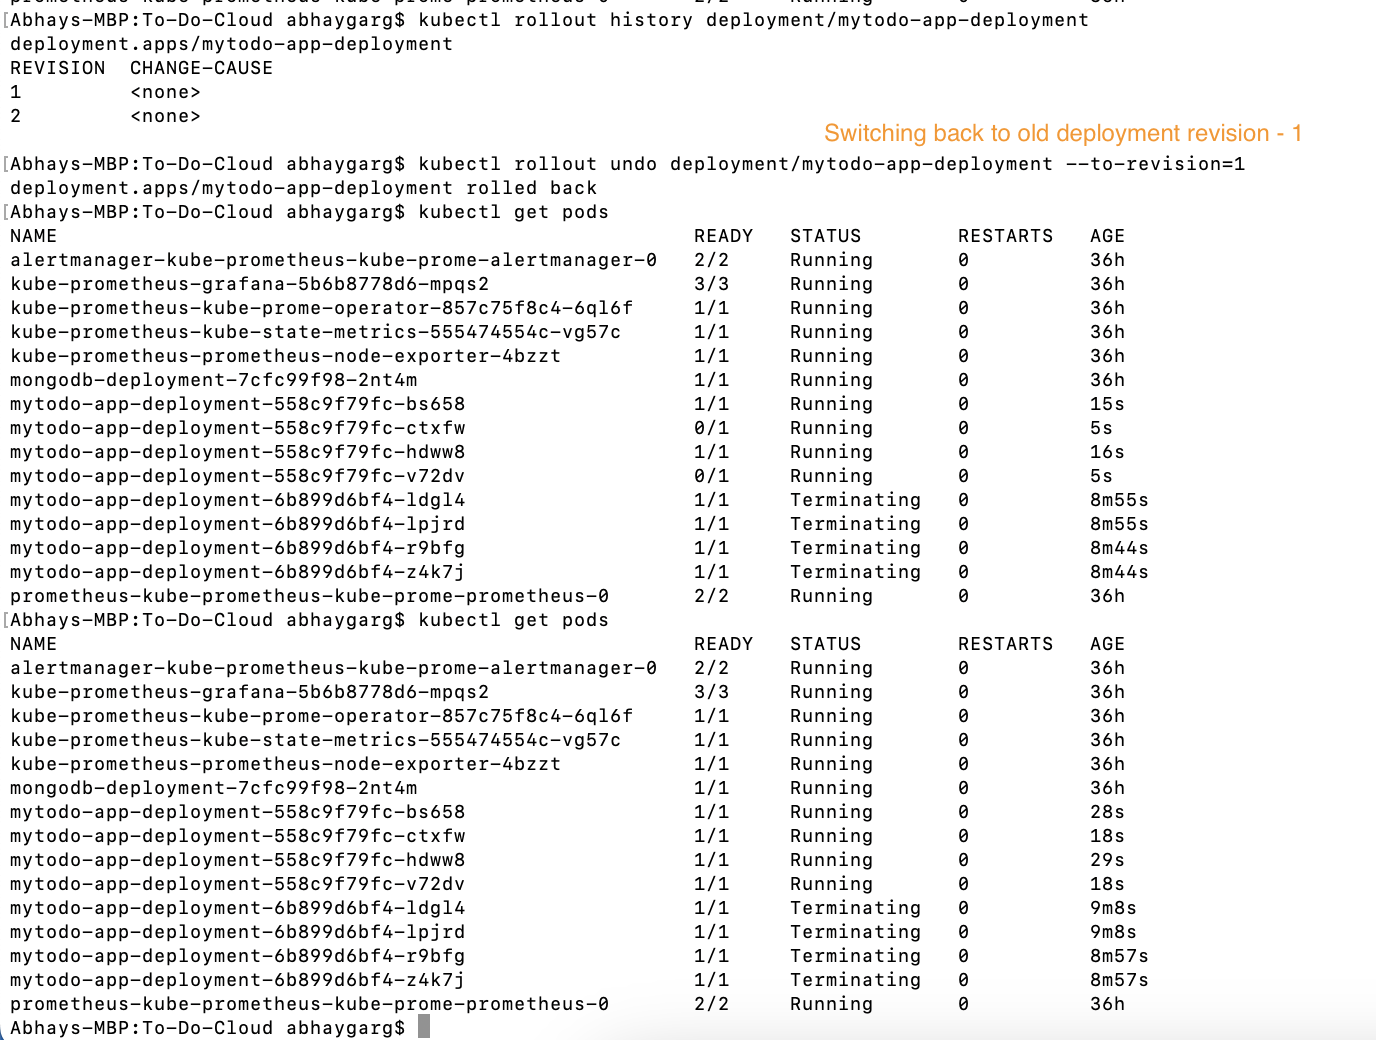 [Abhays-MBP:To-Do-Cloud abhaygarg$ kubectl rollout history deployment/mytodo-app-deployment
deployment.apps/mytodo-app-deployment
REVISION  CHANGE-CAUSE
1         <none>
2         <none>
Switching back to old deployment revision - 1
[Abhays-MBP:To-Do-Cloud abhaygarg$ kubectl rollout undo deployment/mytodo-app-deployment --to-revision=1
deployment.apps/mytodo-app-deployment rolled back
[Abhays-MBP:To-Do-Cloud abhaygarg$ kubectl get pods
NAME                                                     READY   STATUS        RESTARTS   AGE
alertmanager-kube-prometheus-kube-prome-alertmanager-0   2/2     Running       0          36h
kube-prometheus-grafana-5b6b8778d6-mpqs2                 3/3     Running       0          36h
kube-prometheus-kube-prome-operator-857c75f8c4-6ql6f     1/1     Running       0          36h
kube-prometheus-kube-state-metrics-555474554c-vg57c      1/1     Running       0          36h
kube-prometheus-prometheus-node-exporter-4bzzt           1/1     Running       0          36h
mongodb-deployment-7cfc99f98-2nt4m                       1/1     Running       0          36h
mytodo-app-deployment-558c9f79fc-bs658                   1/1     Running       0          15s
mytodo-app-deployment-558c9f79fc-ctxfw                   0/1     Running       0          5s
mytodo-app-deployment-558c9f79fc-hdww8                   1/1     Running       0          16s
mytodo-app-deployment-558c9f79fc-v72dv                   0/1     Running       0          5s
mytodo-app-deployment-6b899d6bf4-ldgl4                   1/1     Terminating   0          8m55s
mytodo-app-deployment-6b899d6bf4-lpjrd                   1/1     Terminating   0          8m55s
mytodo-app-deployment-6b899d6bf4-r9bfg                   1/1     Terminating   0          8m44s
mytodo-app-deployment-6b899d6bf4-z4k7j                   1/1     Terminating   0          8m44s
prometheus-kube-prometheus-kube-prome-prometheus-0       2/2     Running       0          36h
[Abhays-MBP:To-Do-Cloud abhaygarg$ kubectl get pods
NAME                                                     READY   STATUS        RESTARTS   AGE
alertmanager-kube-prometheus-kube-prome-alertmanager-0   2/2     Running       0          36h
kube-prometheus-grafana-5b6b8778d6-mpqs2                 3/3     Running       0          36h
kube-prometheus-kube-prome-operator-857c75f8c4-6ql6f     1/1     Running       0          36h
kube-prometheus-kube-state-metrics-555474554c-vg57c      1/1     Running       0          36h
kube-prometheus-prometheus-node-exporter-4bzzt           1/1     Running       0          36h
mongodb-deployment-7cfc99f98-2nt4m                       1/1     Running       0          36h
mytodo-app-deployment-558c9f79fc-bs658                   1/1     Running       0          28s
mytodo-app-deployment-558c9f79fc-ctxfw                   1/1     Running       0          18s
mytodo-app-deployment-558c9f79fc-hdww8                   1/1     Running       0          29s
mytodo-app-deployment-558c9f79fc-v72dv                   1/1     Running       0          18s
mytodo-app-deployment-6b899d6bf4-ldgl4                   1/1     Terminating   0          9m8s
mytodo-app-deployment-6b899d6bf4-lpjrd                   1/1     Terminating   0          9m8s
mytodo-app-deployment-6b899d6bf4-r9bfg                   1/1     Terminating   0          8m57s
mytodo-app-deployment-6b899d6bf4-z4k7j                   1/1     Terminating   0          8m57s
prometheus-kube-prometheus-kube-prome-prometheus-0       2/2     Running       0          36h
Abhays-MBP:To-Do-Cloud abhaygarg$